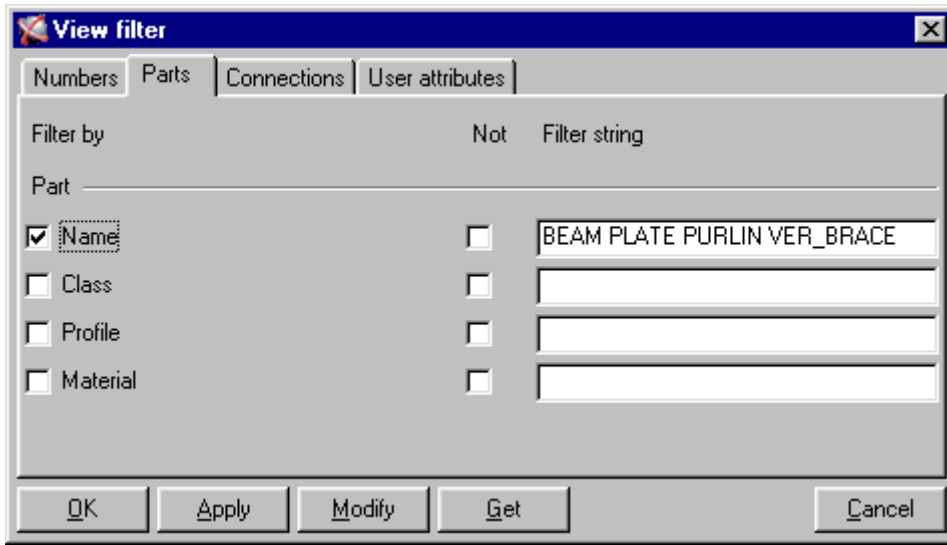 View filter
Numbers Parts Connections User attributes
Filter by Not Filter string
Part
Name BEAM PLATE PURLIN VER_BRACE
Class
Profile
Material
OK Apply Modify Get Cancel